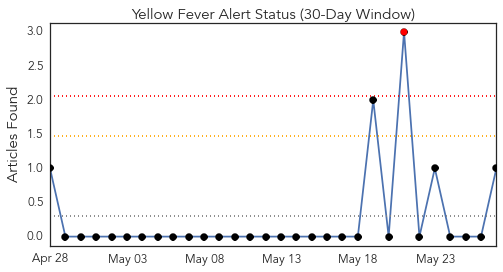 Yellow Fever Alert Status (30-Day Window)
Articles Found
3.0
2.5
2.0
1.5
1.0
0.5
0.0
Apr 28
May 03
May 08
May 13
May 18
May 23